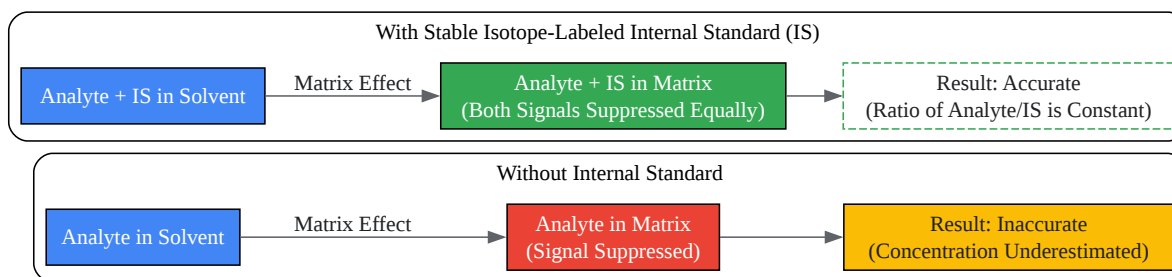 With Stable Isotope-Labeled Internal Standard (IS)
Analyte + IS in Solvent
Matrix Effect
Analyte + IS in Matrix
(Both Signals Suppressed Equally)
Result: Accurate
(Ratio of Analyte/IS is Constant)
Without Internal Standard
Analyte in Solvent
Matrix Effect
Analyte in Matrix
(Signal Suppressed)
Result: Inaccurate
(Concentration Underestimated)